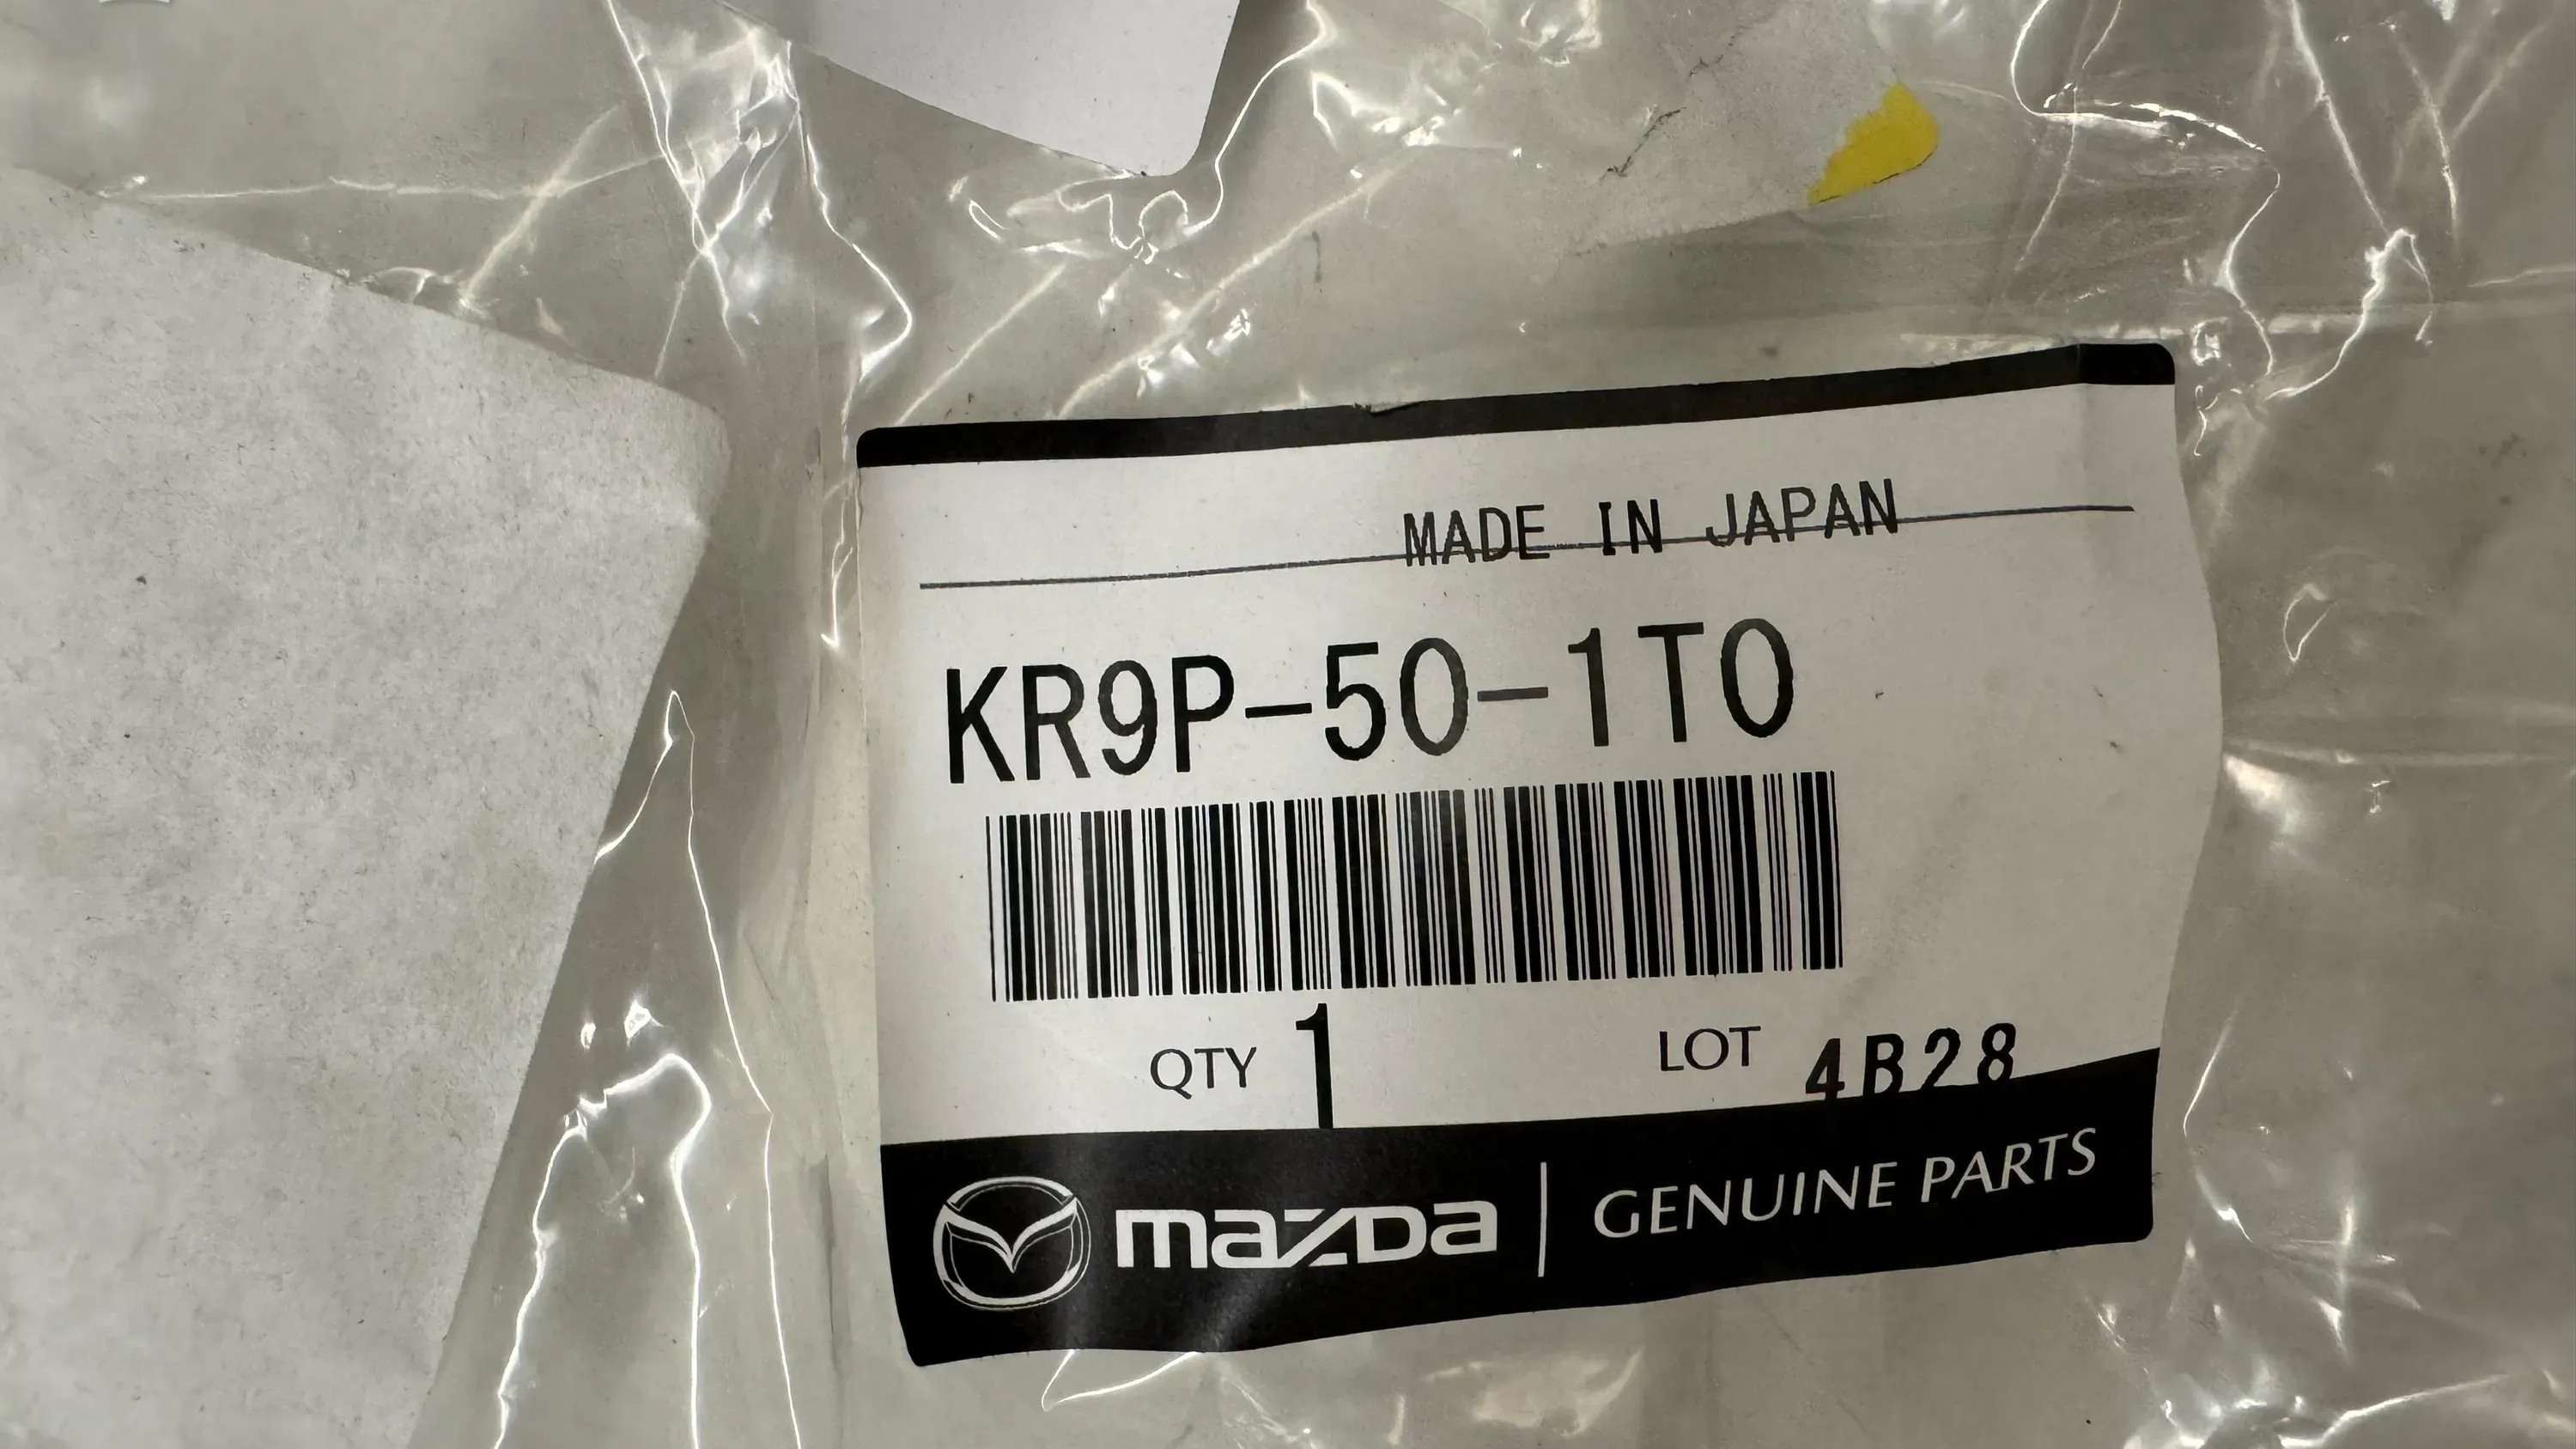 MADE IN JAPAN
KR9P-50-1T0
QTY 1 LOT 4B28
mazda | GENUINE PARTS